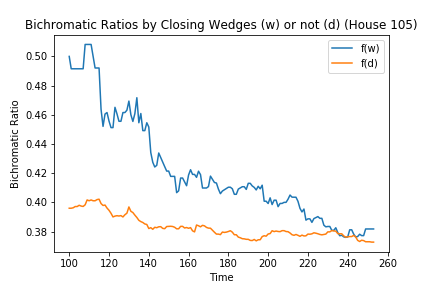 Bichromatic Ratios by Closing Wedges (w) or not (d) (House 105)
f(w)
f(d)
0.50
0.48
0.46
0.44
0.42
0.40
0.38
Bichromatic Ratio
100 120 140 160 180 200 220 240 260
Time